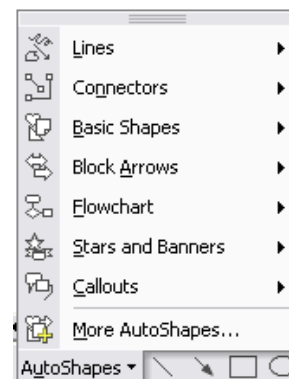 Lines
Connectors
Basic Shapes
Block Arrows
Flowchart
Stars and Banners
Callouts
More AutoShapes...
AutoShapes